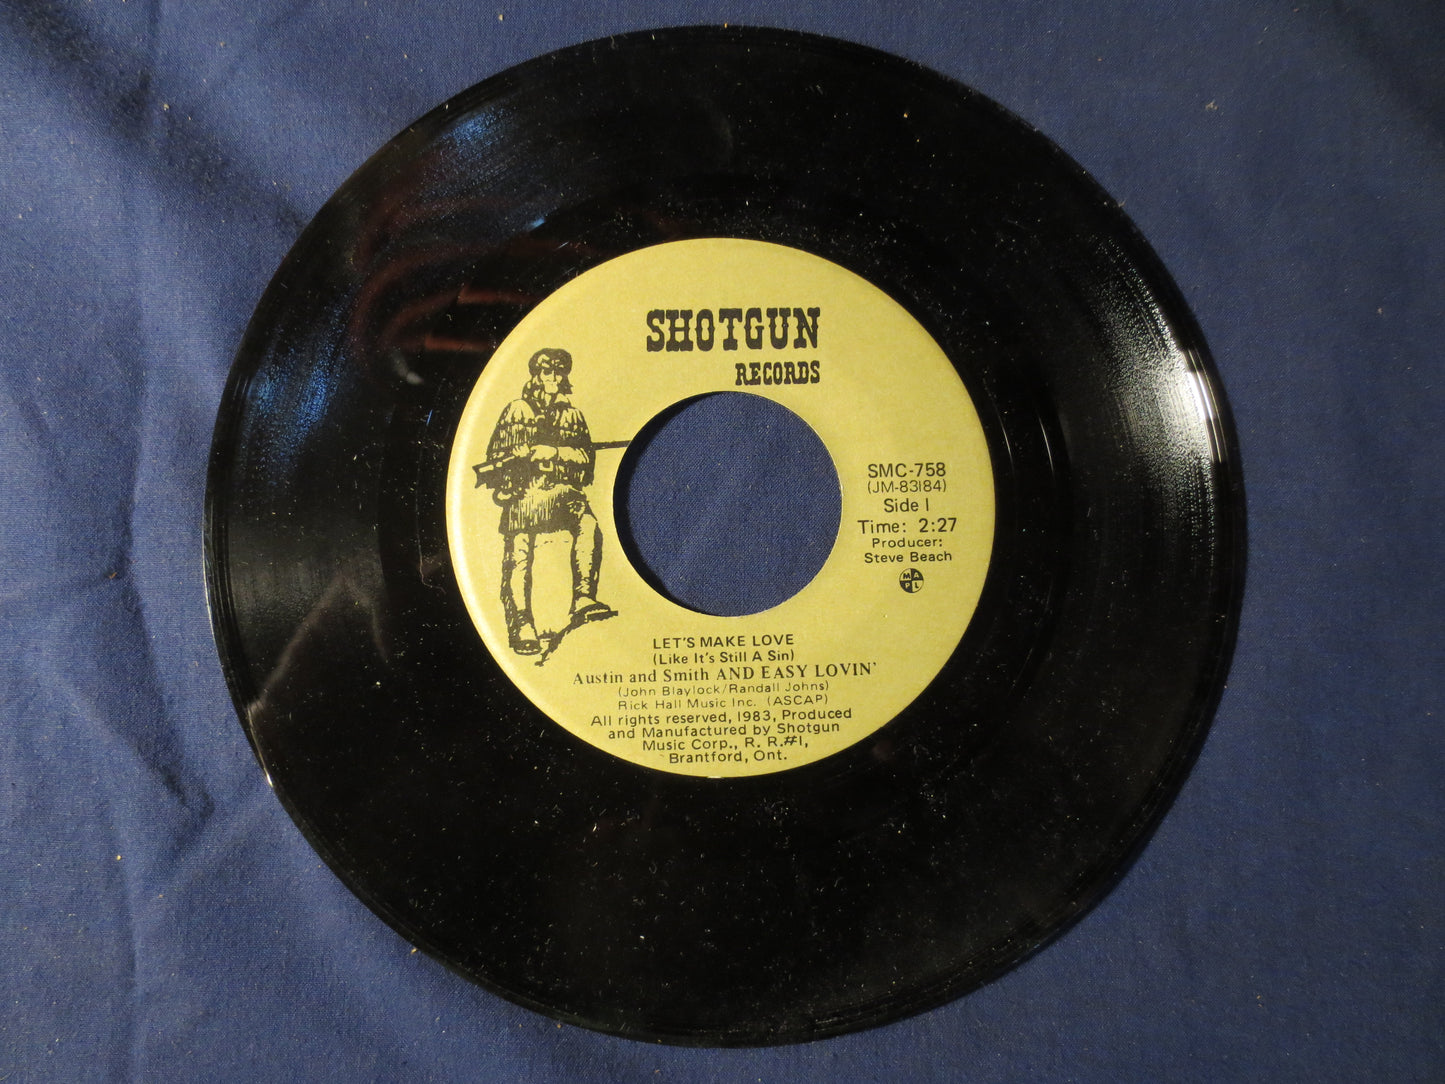 SHOTGUN
RECORDS
SMC-758
(JM-83184)
Side 1
Time: 2:27
Producer:
Steve Beach
M A
P L
LET'S MAKE LOVE
(Like It's Still A Sin)
Austin and Smith AND EASY LOVIN'
(John Blaylock/Randall Johns)
Rick Hall Music Inc. (ASCAP)
All rights reserved, 1983, Produced
and Manufactured by Shotgun
Music Corp., R. R.#1,
Brantford, Ont.